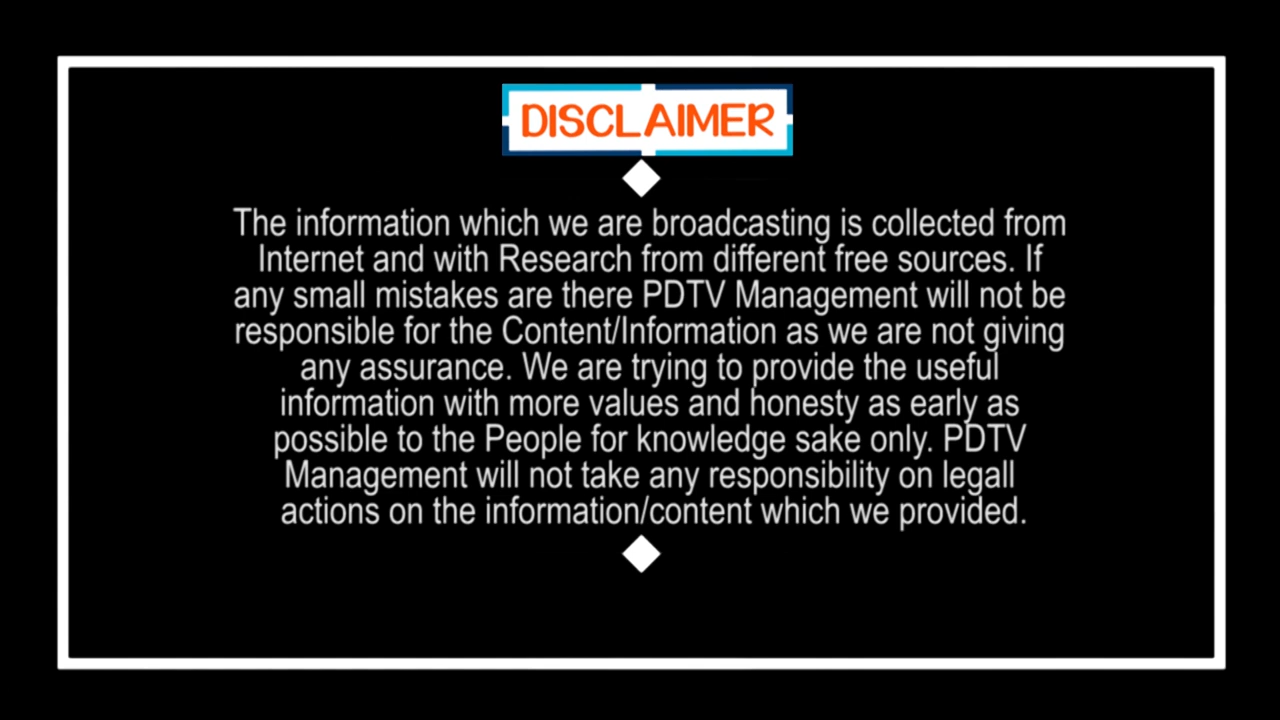 DISCLAIMER
The information which we are broadcasting is collected from
Internet and with Research from different free sources. If
any small mistakes are there PDTV Management will not be
responsible for the Content/Information as we are not giving
any assurance. We are trying to provide the useful
information with more values and honesty as early as
possible to the People for knowledge sake only. PDTV
Management will not take any responsibility on legall
actions on the information/content which we provided.